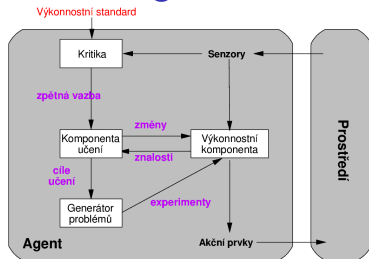 Výkonnostní standard
Kritika
Senzory
zpětná vazba
změny
Komponenta
učení
Výkonnostní
komponenta
znalosti
Prostředí
cíle
učení
experimenty
Generátor
problémů
Agent
Akční prvky